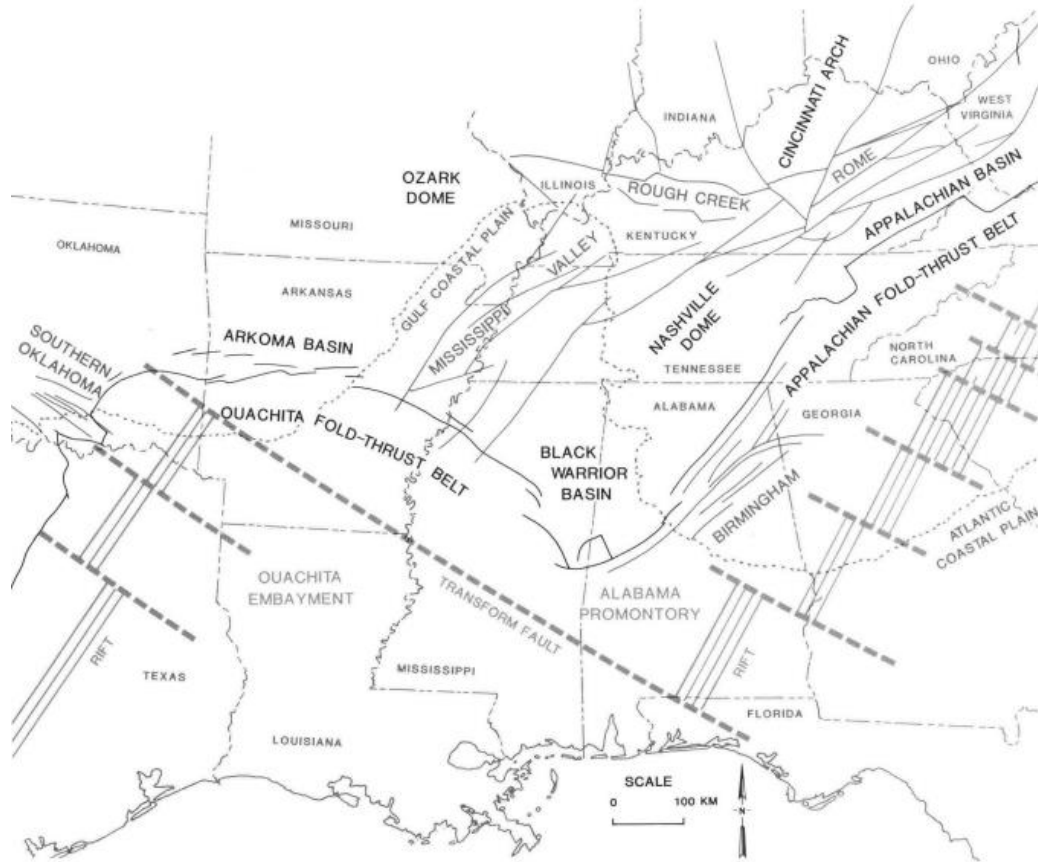 OHIO
CINCINNATI ARCH
WEST
VIRGINIA
INDIANA
ROME
OZARK
DOME
ILLINOIS
ROUGH CREEK
APPALACHIAN BASIN
MISSOURI
GULF COASTAL PLAIN
KENTUCKY
OKLAHOMA
VALLEY
APPALACHIAN FOLD-THRUST BELT
ARKANSAS
MISSISSIPPI
NASHVILLE
DOME
SOUTHERN
OKLAHOMA
ARKOMA BASIN
NORTH
CAROLINA
TENNESSEE
OUACHITA FOLD-THRUST BELT
ALABAMA
GEORGIA
BLACK
WARRIOR
BASIN
BIRMINGHAM
ATLANTIC
COASTAL PLAIN
OUACHITA
EMBAYMENT
TRANSFORM FAULT
ALABAMA
PROMONTORY
RIFT
RIFT
TEXAS
MISSISSIPPI
FLORIDA
LOUISIANA
SCALE
0 100 KM
N